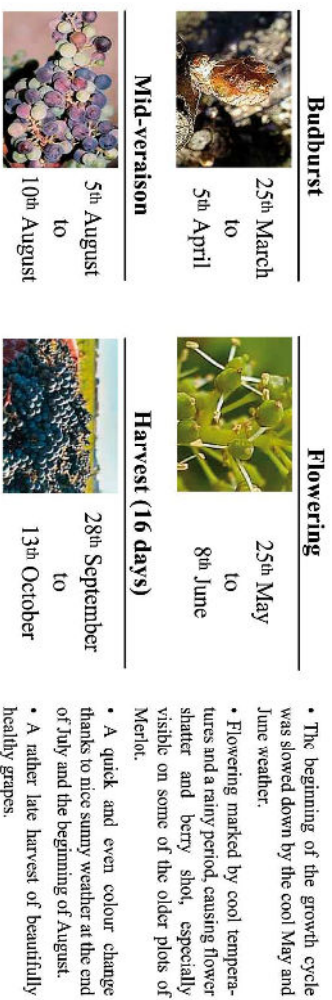 Budburst
25th March
to
5th April
Flowering
25th May
to
8th June
Mid-veraison
5th August
to
10th August
Harvest (16 days)
28th September
to
13th October
• The beginning of the growth cycle
was slowed down by the cool May and
June weather.
• Flowering marked by cool tempera-
tures and a rainy period, causing flower
shatter and berry shot, especially
visible on some of the older plots of
Merlot.
• A quick and even colour change
thanks to nice sunny weather at the end
of July and the beginning of August.
• A rather late harvest of beautifully
healthy grapes.